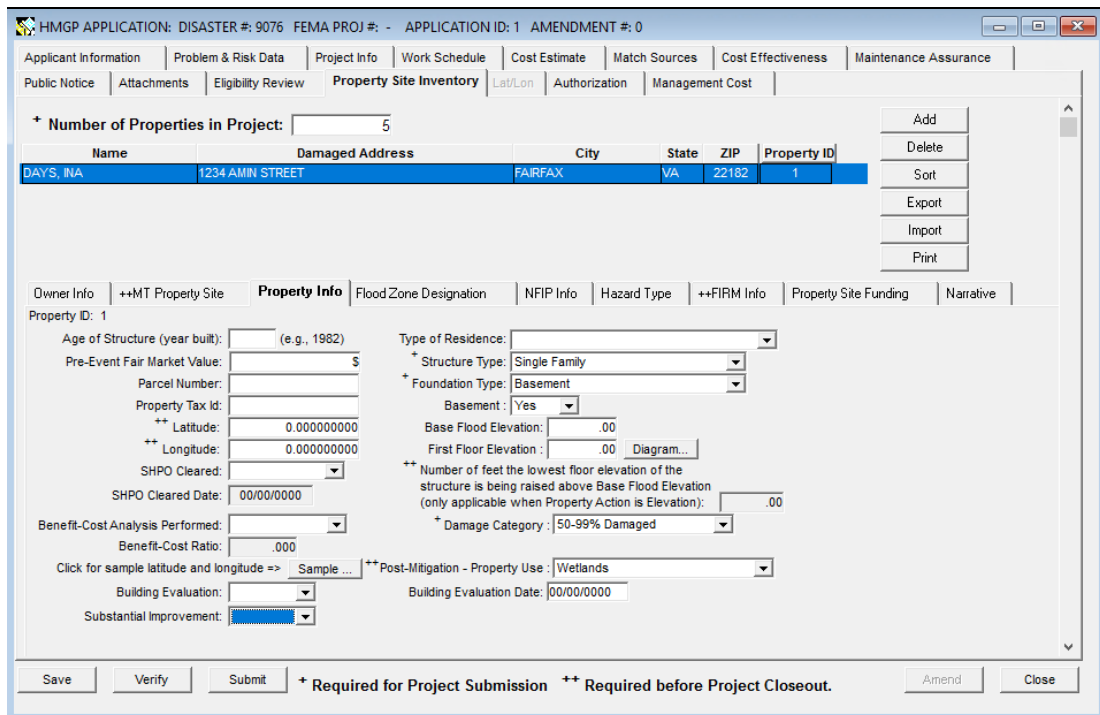 HMGP APPLICATION: DISASTER #: 9076 FEMA PROJ #: - APPLICATION ID: 1 AMENDMENT #: 0
Applicant Information Problem & Risk Data Project Info Work Schedule Cost Estimate Match Sources Cost Effectiveness Maintenance Assurance
Public Notice Attachments Eligibility Review Property Site Inventory Lat/Lon Authorization Management Cost
+ Number of Properties in Project: 5
Add
Name Damaged Address City State ZIP Property ID
Delete
DAYS, INA 1234 AMIN STREET FAIRFAX VA 22182 1
Sort
Export
Import
Print
Owner Info ++MT Property Site Property Info Flood Zone Designation NFIP Info Hazard Type ++FIRM Info Property Site Funding Narrative
Property ID: 1
Age of Structure (year built): (e.g., 1982) Type of Residence:
Pre-Event Fair Market Value: $ + Structure Type: Single Family
Parcel Number: + Foundation Type: Basement
Property Tax Id: Basement : Yes
++ Latitude: 0.000000000 Base Flood Elevation: .00
++ Longitude: 0.000000000 First Floor Elevation : .00 Diagram...
SHPO Cleared: ++ Number of feet the lowest floor elevation of the
structure is being raised above Base Flood Elevation
SHPO Cleared Date: 00/00/0000 (only applicable when Property Action is Elevation): .00
Benefit-Cost Analysis Performed: + Damage Category : 50-99% Damaged
Benefit-Cost Ratio: .000
Click for sample latitude and longitude => Sample ... ++Post-Mitigation - Property Use : Wetlands
Building Evaluation: Building Evaluation Date: 00/00/0000
Substantial Improvement:
Save Verify Submit + Required for Project Submission ++ Required before Project Closeout. Amend Close